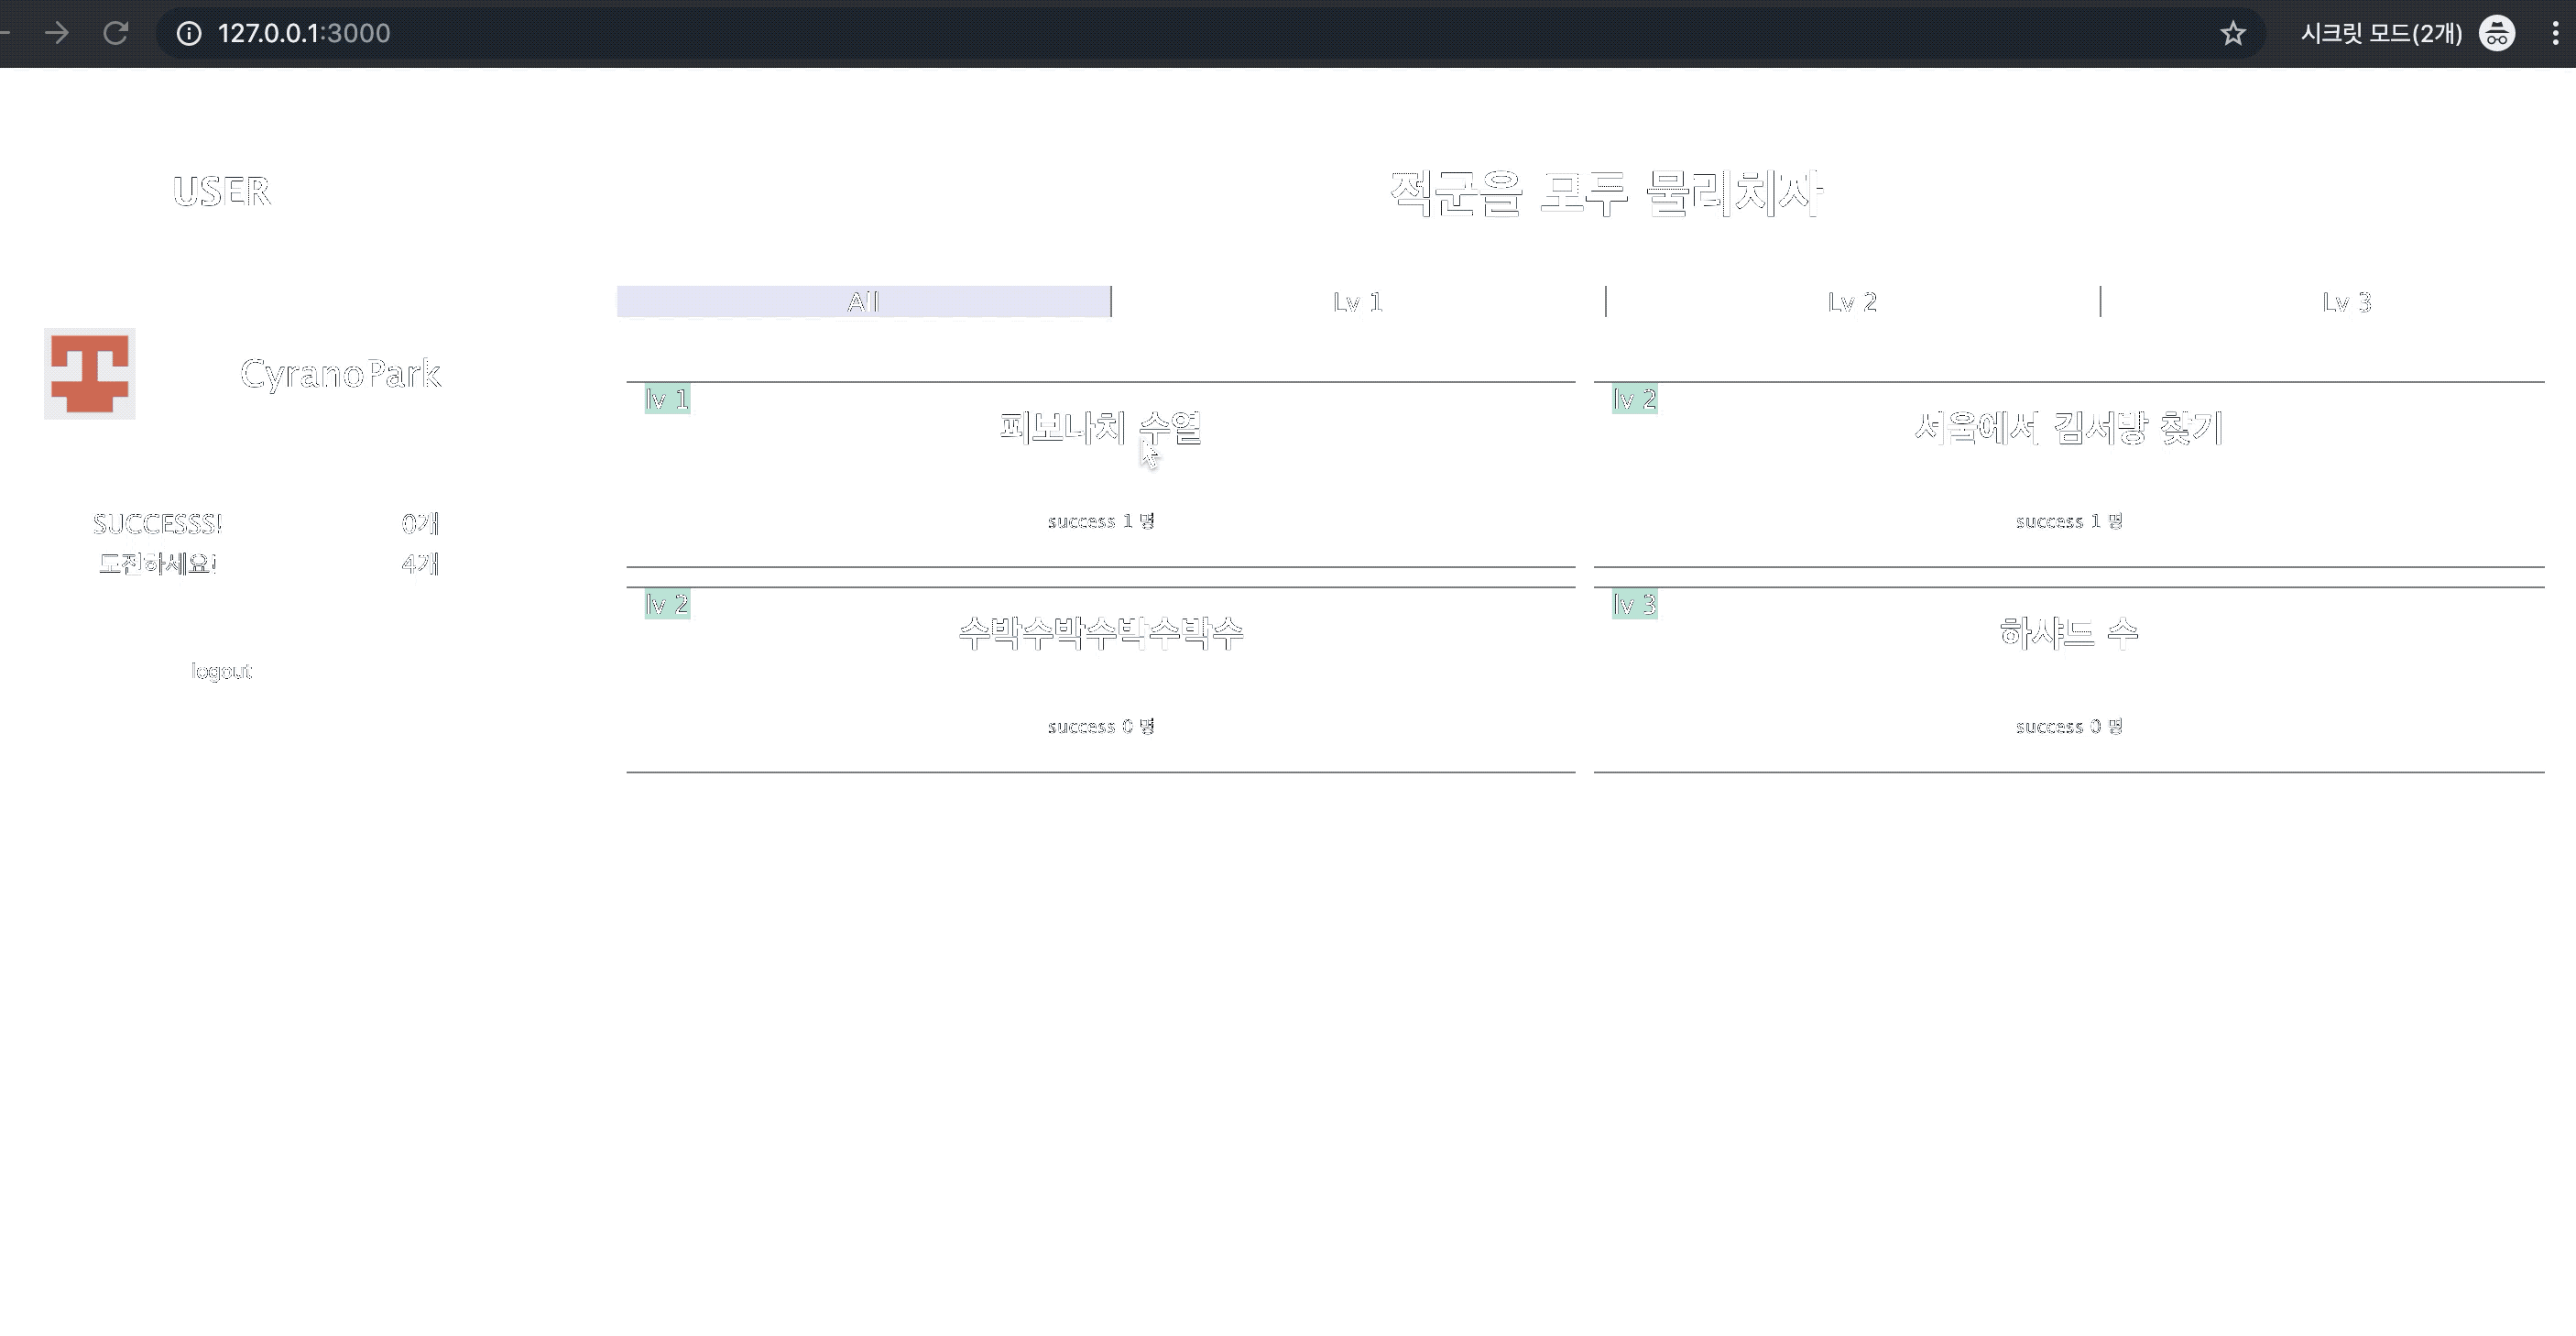 127.0.0.1:3000
시크릿 모드(2개)
USER
적군을 모두 물리치자
All
Lv 1
Lv 2
Lv 3
CyranoPark
lv 1
피보나치 수열
success 1 명
lv 2
서울에서 김서방 찾기
success 1 명
SUCCESSS!
0개
도전하세요!
4개
logout
lv 2
수박수박수박수박수
success 0 명
lv 3
하샤드 수
success 0 명